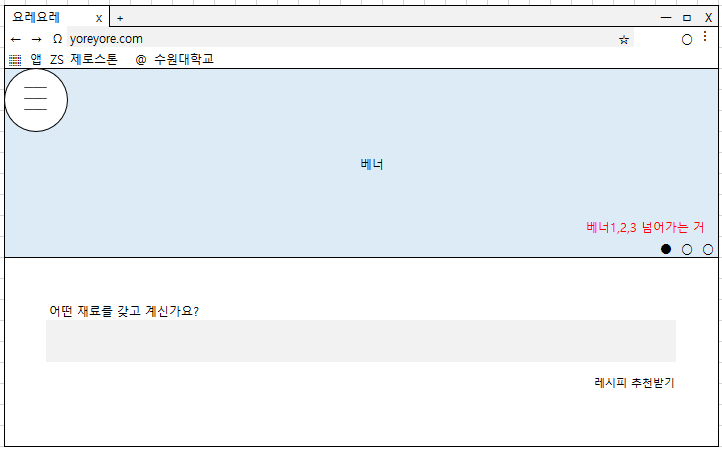 요레요레 x +
← → Ω yoreyore.com
앱 ZS 제로스톤 @ 수원대학교
베너
베너1,2,3 넘어가는 거
어떤 재료를 갖고 계신가요?
레시피 추천받기